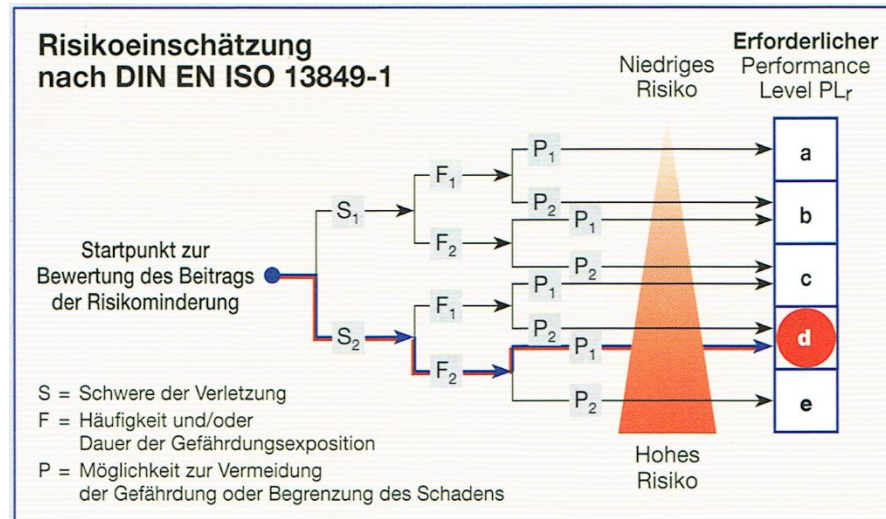 Risikoeinschätzung
nach DIN EN ISO 13849-1
Niedriges
Risiko
Erforderlicher
Performance
Level PLr
P1
a
F1
P2
b
S1
P1
F2
Startpunkt zur
Bewertung des Beitrags
der Risikominderung
P2
c
P1
F1
P2
d
S2
P1
F2
P2
e
S = Schwere der Verletzung
F = Häufigkeit und/oder
Dauer der Gefährdungsexposition
P = Möglichkeit zur Vermeidung
der Gefährdung oder Begrenzung des Schadens
Hohes
Risiko